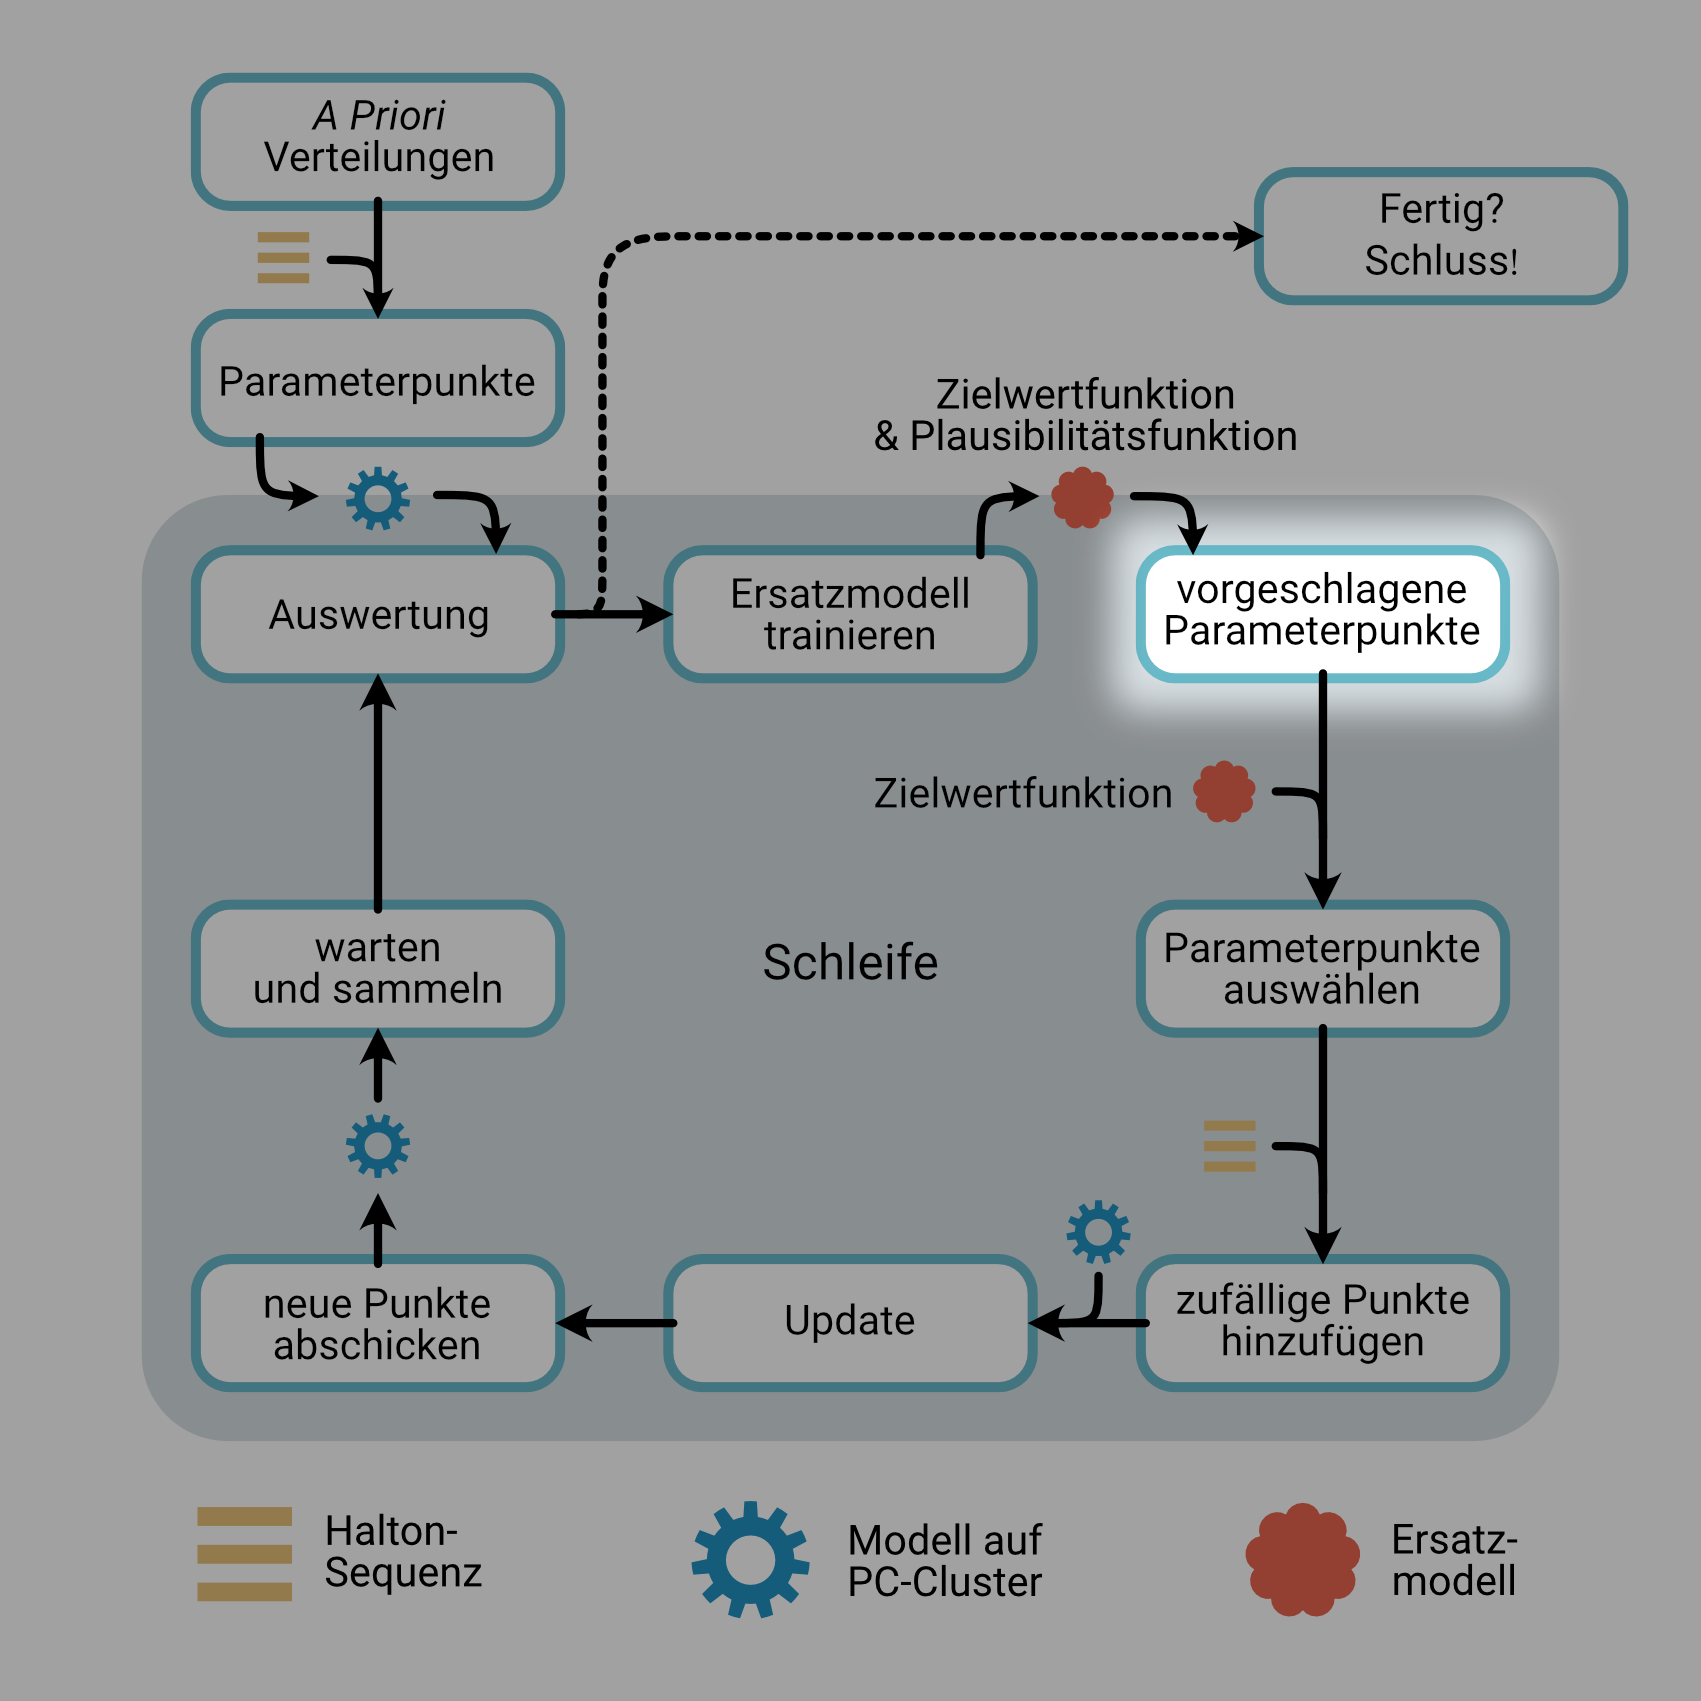 A Priori
Verteilungen
Fertig?
Schluss!
Parameterpunkte
Zielwertfunktion
& Plausibilitätsfunktion
Auswertung
Ersatzmodell
trainieren
vorgeschlagene
Parameterpunkte
Zielwertfunktion
warten
und sammeln
Schleife
Parameterpunkte
auswählen
neue Punkte
abschicken
Update
zufällige Punkte
hinzufügen
Halton-
Sequenz
Modell auf
PC-Cluster
Ersatz-
modell